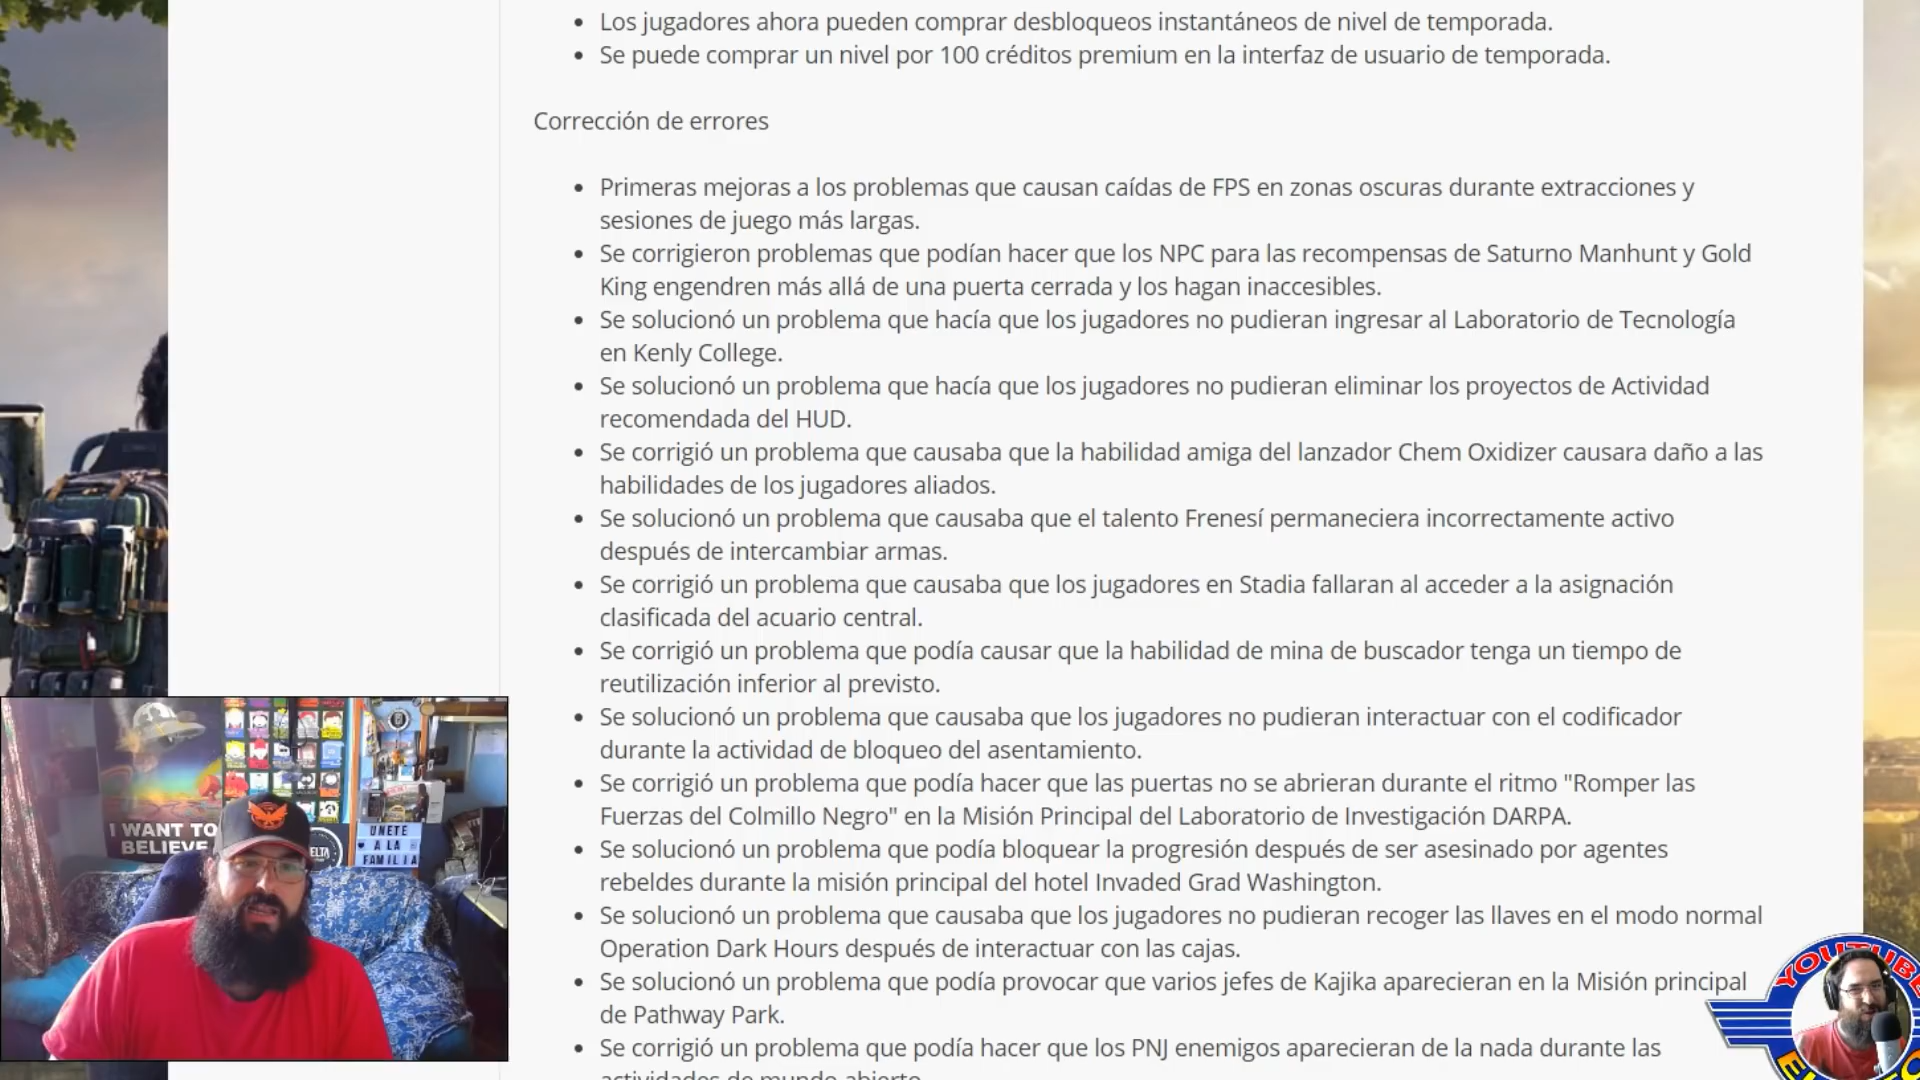 Los jugadores ahora pueden comprar desbloqueos instantáneos de nivel de temporada.
Se puede comprar un nivel por 100 créditos premium en la interfaz de usuario de temporada.
Corrección de errores
Primeras mejoras a los problemas que causan caídas de FPS en zonas oscuras durante extracciones y
sesiones de juego más largas.
Se corrigieron problemas que podían hacer que los NPC para las recompensas de Saturno Manhunt y Gold
King engendren más allá de una puerta cerrada y los hagan inaccesibles.
Se solucionó un problema que hacía que los jugadores no pudieran ingresar al Laboratorio de Tecnología
en Kenly College.
Se solucionó un problema que hacía que los jugadores no pudieran eliminar los proyectos de Actividad
recomendada del HUD.
Se corrigió un problema que causaba que la habilidad amiga del lanzador Chem Oxidizer causara daño a las
habilidades de los jugadores aliados.
Se solucionó un problema que causaba que el talento Frenesí permaneciera incorrectamente activo
después de intercambiar armas.
Se corrigió un problema que causaba que los jugadores en Stadia fallaran al acceder a la asignación
clasificada del acuario central.
Se corrigió un problema que podía causar que la habilidad de mina de buscador tenga un tiempo de
reutilización inferior al previsto.
Se solucionó un problema que causaba que los jugadores no pudieran interactuar con el codificador
durante la actividad de bloqueo del asentamiento.
Se corrigió un problema que podía hacer que las puertas no se abrieran durante el ritmo "Romper las
Fuerzas del Colmillo Negro" en la Misión Principal del Laboratorio de Investigación DARPA.
Se solucionó un problema que podía bloquear la progresión después de ser asesinado por agentes
rebeldes durante la misión principal del hotel Invaded Grad Washington.
Se solucionó un problema que causaba que los jugadores no pudieran recoger las llaves en el modo normal
Operation Dark Hours después de interactuar con las cajas.
Se solucionó un problema que podía provocar que varios jefes de Kajika aparecieran en la Misión principal
de Pathway Park.
Se corrigió un problema que podía hacer que los PNJ enemigos aparecieran de la nada durante las
actividades de mundo abierto.
I WANT TO
BELIEVE
UNETE
A LA
FAMILIA
YOUTUBE